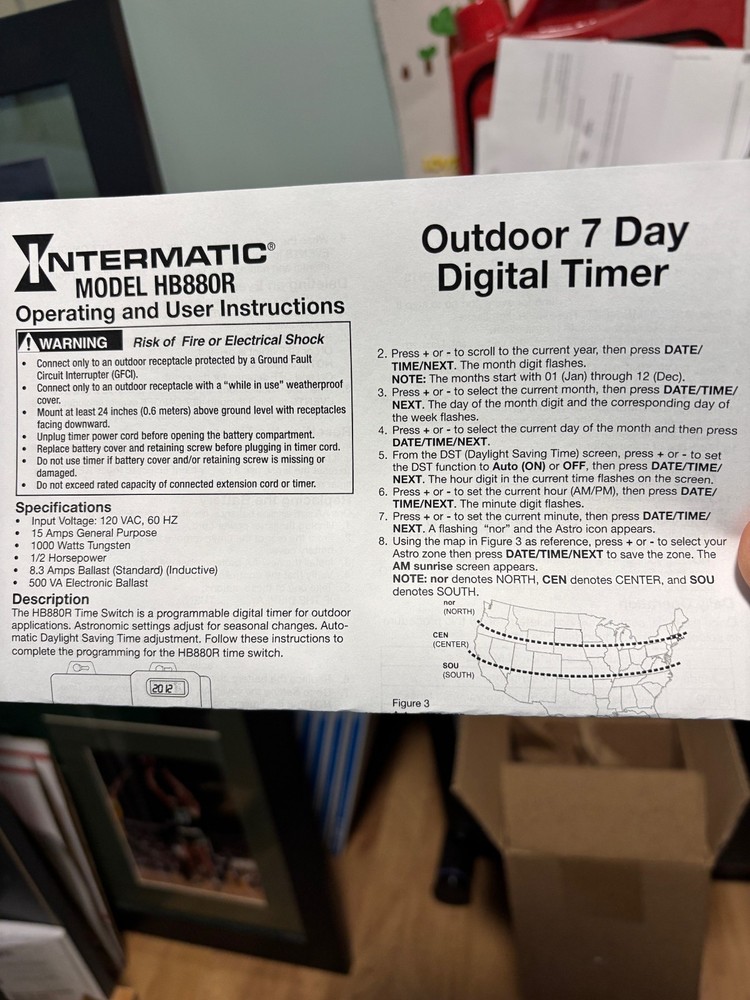 INTERMATIC®
MODEL HB880R
Operating and User Instructions
WARNING Risk of Fire or Electrical Shock
• Connect only to an outdoor receptacle protected by a Ground Fault
Circuit Interrupter (GFCI).
• Connect only to an outdoor receptacle with a “while in use” weatherproof
cover.
• Mount at least 24 inches (0.6 meters) above ground level with receptacles
facing downward.
• Unplug timer power cord before opening the battery compartment.
• Replace battery cover and retaining screw before plugging in timer cord.
• Do not use timer if battery cover and/or retaining screw is missing or
damaged.
• Do not exceed rated capacity of connected extension cord or timer.
Specifications
• Input Voltage: 120 VAC, 60 HZ
• 15 Amps General Purpose
• 1000 Watts Tungsten
• 1/2 Horsepower
• 8.3 Amps Ballast (Standard) (Inductive)
• 500 VA Electronic Ballast
Description
The HB880R Time Switch is a programmable digital timer for outdoor
applications. Astronomic settings adjust for seasonal changes. Auto-
matic Daylight Saving Time adjustment. Follow these instructions to
complete the programming for the HB880R time switch.
2012
Outdoor 7 Day
Digital Timer
2. Press + or - to scroll to the current year, then press DATE/
TIME/NEXT. The month digit flashes.
NOTE: The months start with 01 (Jan) through 12 (Dec).
3. Press + or - to select the current month, then press DATE/TIME/
NEXT. The day of the month digit and the corresponding day of
the week flashes.
4. Press + or - to select the current day of the month and then press
DATE/TIME/NEXT.
5. From the DST (Daylight Saving Time) screen, press + or - to set
the DST function to Auto (ON) or OFF, then press DATE/TIME/
NEXT. The hour digit in the current time flashes on the screen.
6. Press + or - to set the current hour (AM/PM), then press DATE/
TIME/NEXT. The minute digit flashes.
7. Press + or - to set the current minute, then press DATE/TIME/
NEXT. A flashing “nor” and the Astro icon appears.
8. Using the map in Figure 3 as reference, press + or - to select your
Astro zone then press DATE/TIME/NEXT to save the zone. The
AM sunrise screen appears.
NOTE: nor denotes NORTH, CEN denotes CENTER, and SOU
denotes SOUTH.
nor
(NORTH)
CEN
(CENTER)
SOU
(SOUTH)
Figure 3